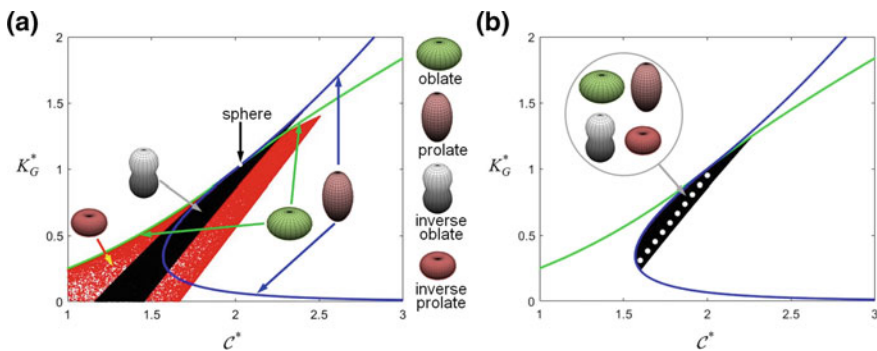 (a)
2
1.5
K*G
1
0.5
0
1
1.5
2
2.5
3
C*
sphere
oblate
prolate
inverse
oblate
inverse
prolate
(b)
2
1.5
K*G
1
0.5
0
1
1.5
2
2.5
3
C*